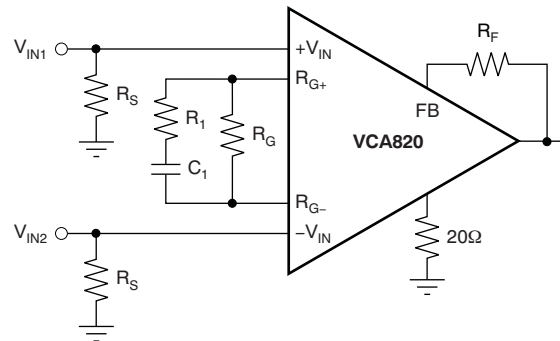 V_IN1
+V_IN
R_F
R_G+
R_S
R_1
R_G
FB
VCA820
C_1
R_G−
V_IN2
−V_IN
R_S
20Ω